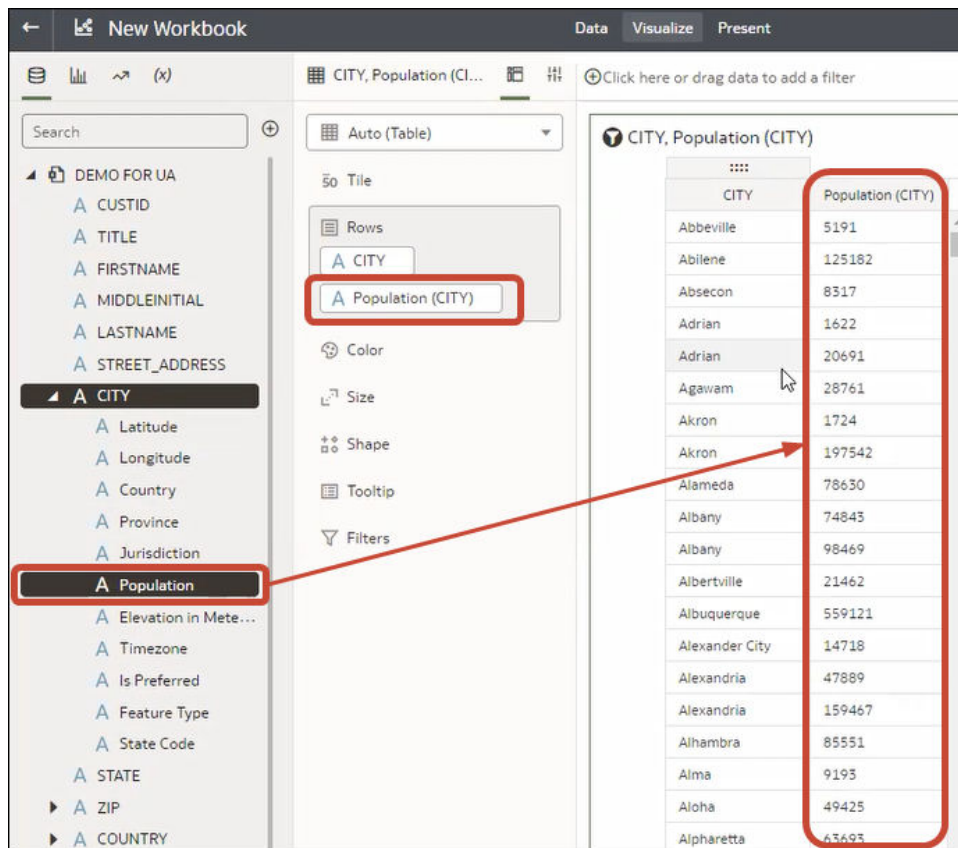 New Workbook
Data Visualize Present
(x)
CITY, Population (CI...
Click here or drag data to add a filter
Search
DEMO FOR UA
CUSTID
TITLE
FIRSTNAME
MIDDLEINITIAL
LASTNAME
STREET_ADDRESS
CITY
Latitude
Longitude
Country
Province
Jurisdiction
Population
Elevation in Mete...
Timezone
Is Preferred
Feature Type
State Code
STATE
ZIP
COUNTRY
Auto (Table)
50 Tile
Rows
A CITY
A Population (CITY)
Color
Size
Shape
Tooltip
Filters
CITY, Population (CITY)
CITY Population (CITY)
Abbeville 5191
Abilene 125182
Absecon 8317
Adrian 1622
Adrian 20691
Agawam 28761
Akron 1724
Akron 197542
Alameda 78630
Albany 74843
Albany 98469
Albertville 21462
Albuquerque 559121
Alexander City 14718
Alexandria 47889
Alexandria 159467
Alhambra 85551
Alma 9193
Aloha 49425
Alpharetta 63693